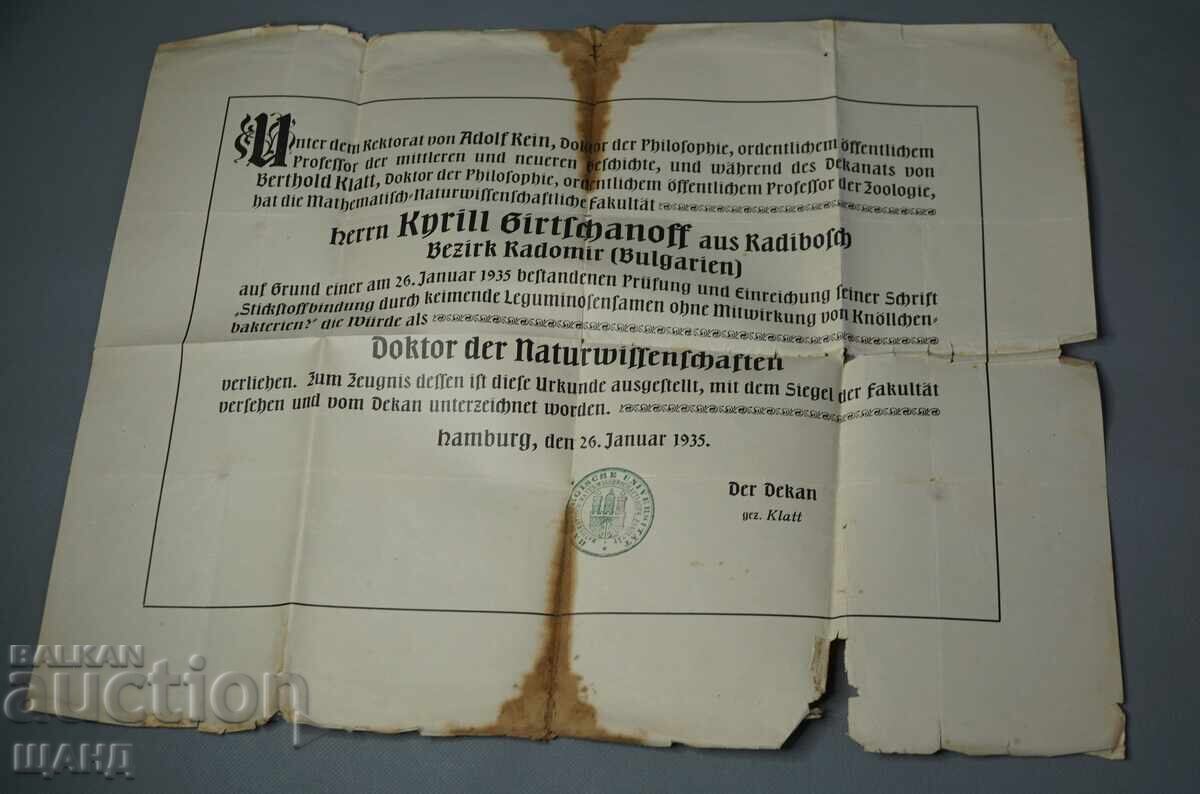 Unter dem Rektorat von Adolf Rein, Doktor der Philosophie, ordentlichem öffentlichem
Professor der mittleren und neueren Geschichte, und während des Dekanats von
Berthold Klatt, Doktor der Philosophie, ordentlichem öffentlichem Professor der Zoologie,
hat die Mathematisch-Naturwissenschaftliche Fakultät
Herrn Kyrill Girtschanoff aus Radibosch
Bezirk Radomir (Bulgarien)
auf Grund einer am 26. Januar 1935 bestandenen Prüfung und Einreichung seiner Schrift
„Stickstoffbindung durch keimende Leguminosensamen ohne Mitwirkung von Knöllchen-
bakterien?" die Würde als
Doktor der Naturwissenschaften
verliehen. Zum Zeugnis dessen ist diese Urkunde ausgestellt, mit dem Siegel der Fakultät
versehen und vom Dekan unterzeichnet worden.
Hamburg, den 26. Januar 1935.
Der Dekan
gez. Klatt
UNIVERSITÄT
BALKAN
auction
ШАНД